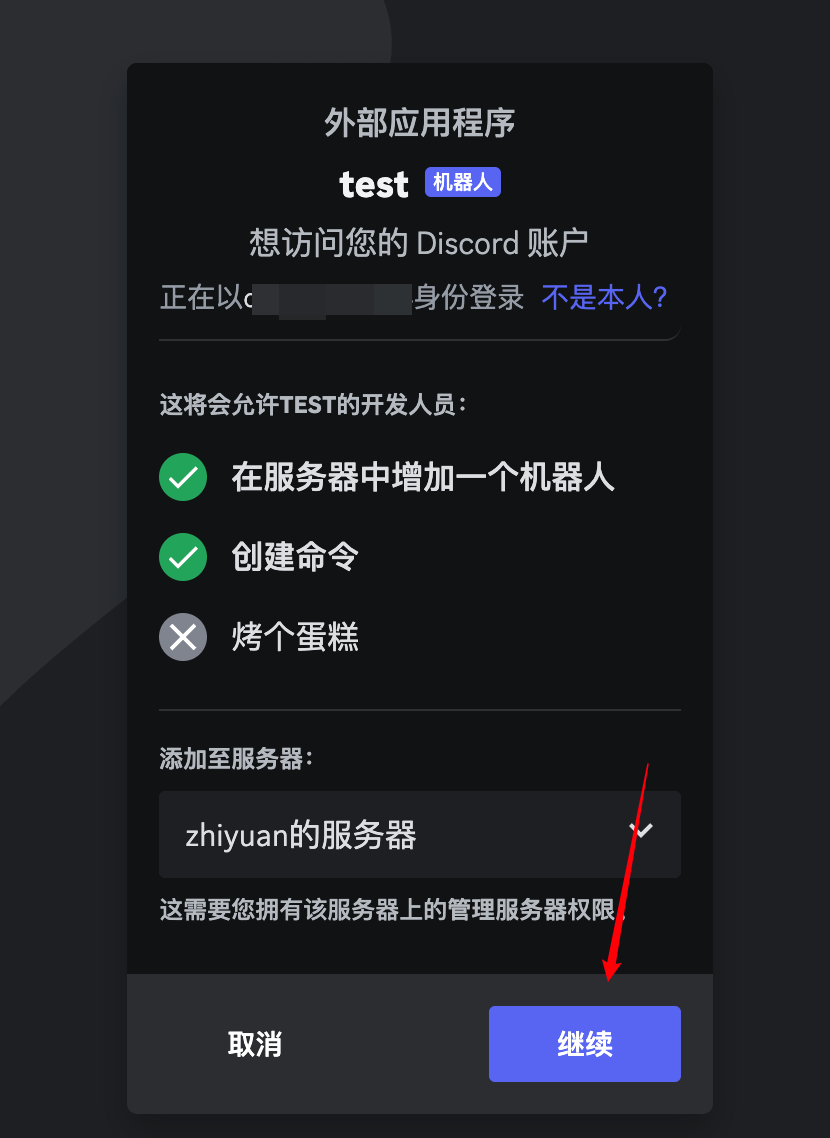 外部应用程序
test 机器人
想访问您的 Discord 账户
正在以 身份登录 不是本人?
这将会允许TEST的开发人员：
在服务器中增加一个机器人
创建命令
烤个蛋糕
添加至服务器：
zhiyuan的服务器
这需要您拥有该服务器上的管理服务器权限。
取消 继续